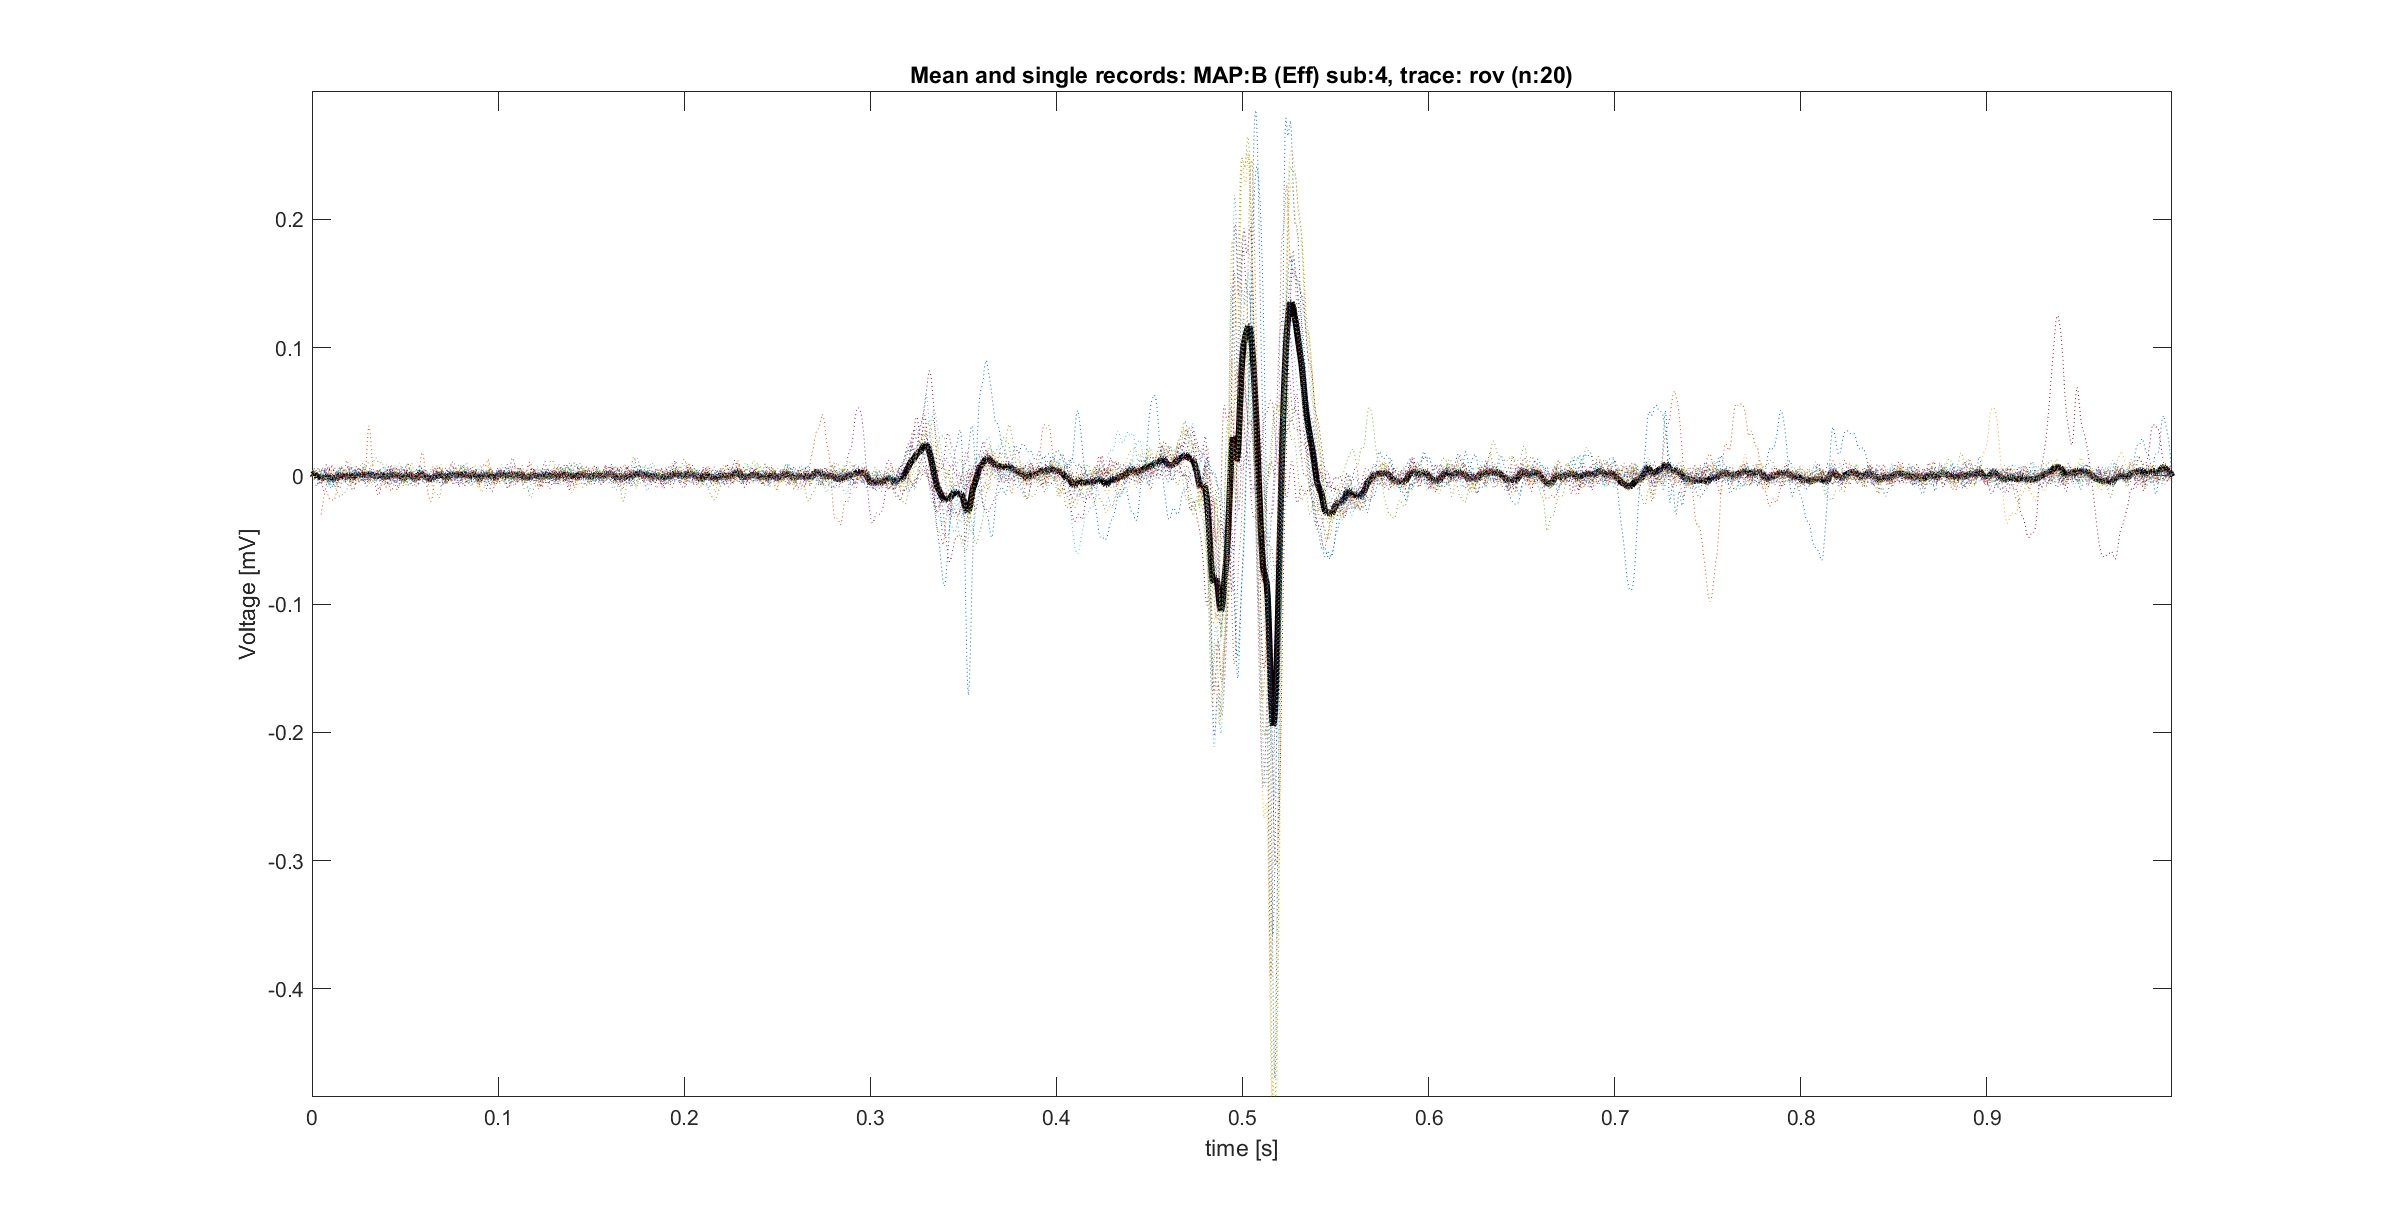 Mean and single records: MAP:B (Eff) sub:4, trace: rov (n:20)
0.2
0.1
0
-0.1
-0.2
-0.3
-0.4
Voltage [mV]
0 0.1 0.2 0.3 0.4 0.5 0.6 0.7 0.8 0.9
time [s]